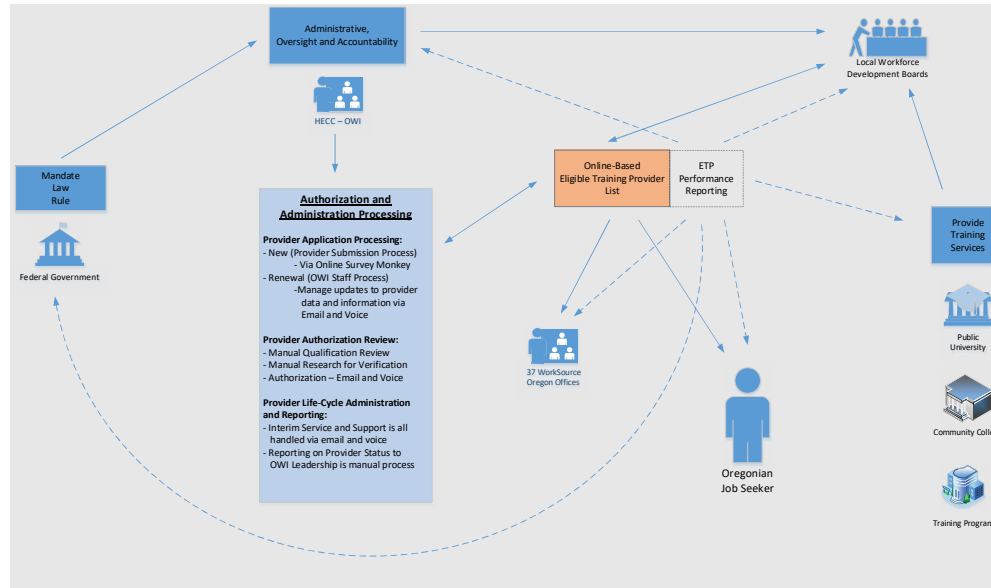 Administrative,
Oversight and Accountability
HECC – OWI
Local Workforce
Development Boards
Mandate
Law
Rule
Federal Government
Online-Based
Eligible Training Provider
List
ETP
Performance
Reporting
Authorization and
Administration Processing
Provider Application Processing:
- New (Provider Submission Process)
- Via Online Survey Monkey
- Renewal (OWI Staff Process)
-Manage updates to provider
data and information via
Email and Voice
Provider Authorization Review:
- Manual Qualification Review
- Manual Research for Verification
- Authorization – Email and Voice
Provider Life-Cycle Administration
and Reporting:
- Interim Service and Support is all
handled via email and voice
- Reporting on Provider Status to
OWI Leadership is manual process
37 WorkSource
Oregon Offices
Oregonian
Job Seeker
Provide
Training
Services
Public
University
Community Colle
Training Program